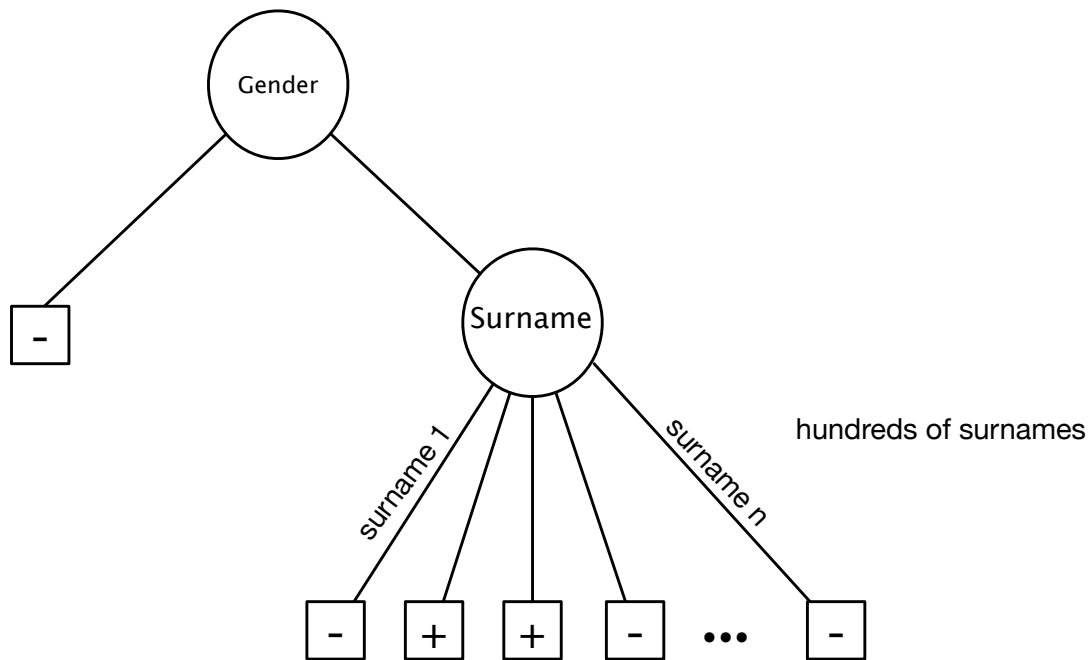 Gender
-
Surname
hundreds of surnames
surname 1
surname n
- + + - ••• -